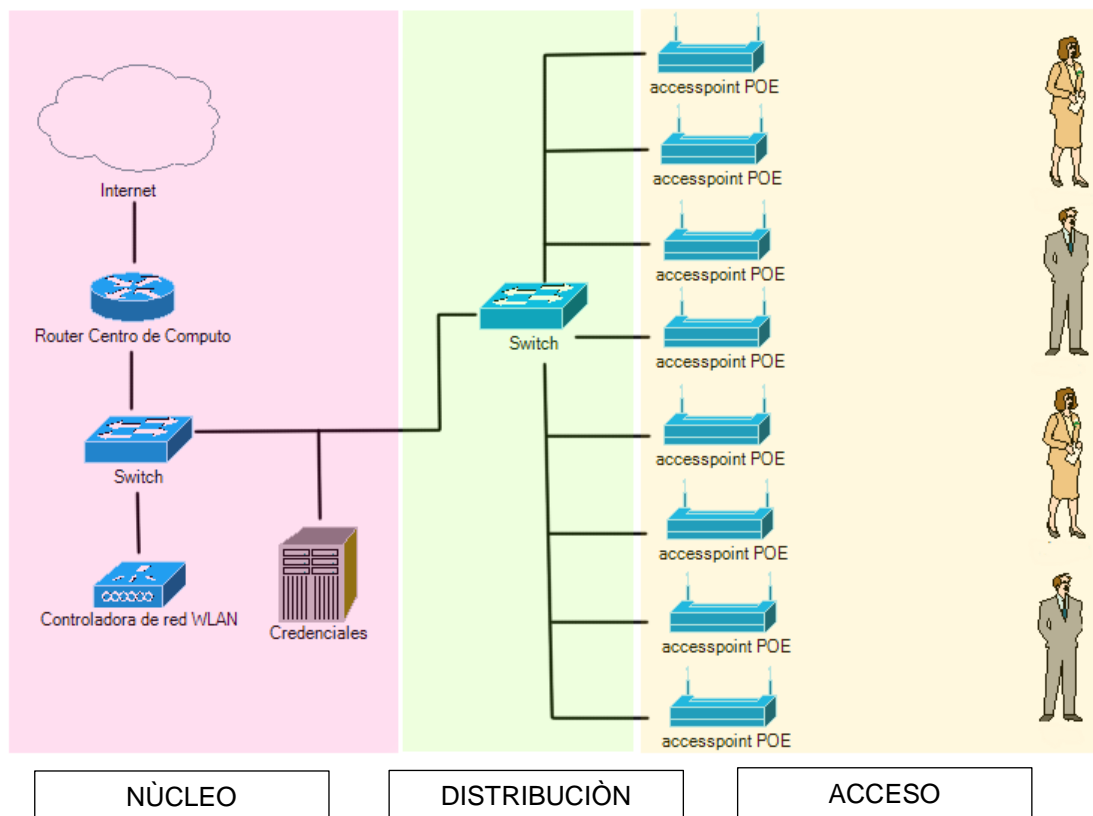 Internet
Router Centro de Computo
Switch
Controladora de red WLAN
Credenciales
Switch
accesspoint POE
accesspoint POE
accesspoint POE
accesspoint POE
accesspoint POE
accesspoint POE
accesspoint POE
accesspoint POE
NÙCLEO
DISTRIBUCIÒN
ACCESO